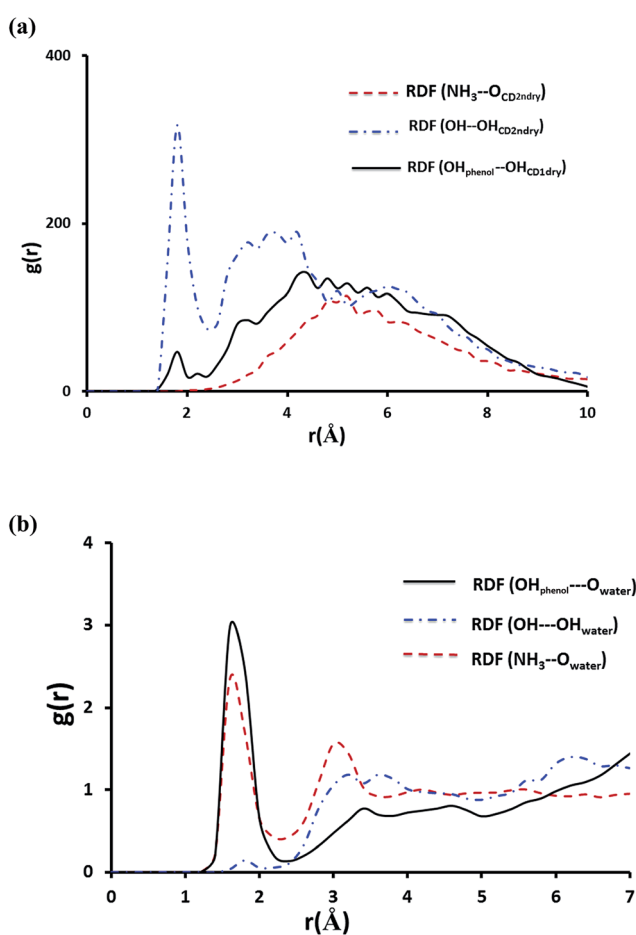 (a)
400
300
200
100
0
g(r)
RDF (NH3--OCD2ndry)
RDF (OH--OHCD2ndry)
RDF (OHphenol--OHCD1dry)
0 2 4 6 8 10
r(Å)
(b)
4
3
2
1
0
g(r)
RDF (OHphenol---Owater)
RDF (OH---OHwater)
RDF (NH3--Owater)
0 1 2 3 4 5 6 7
r(Å)